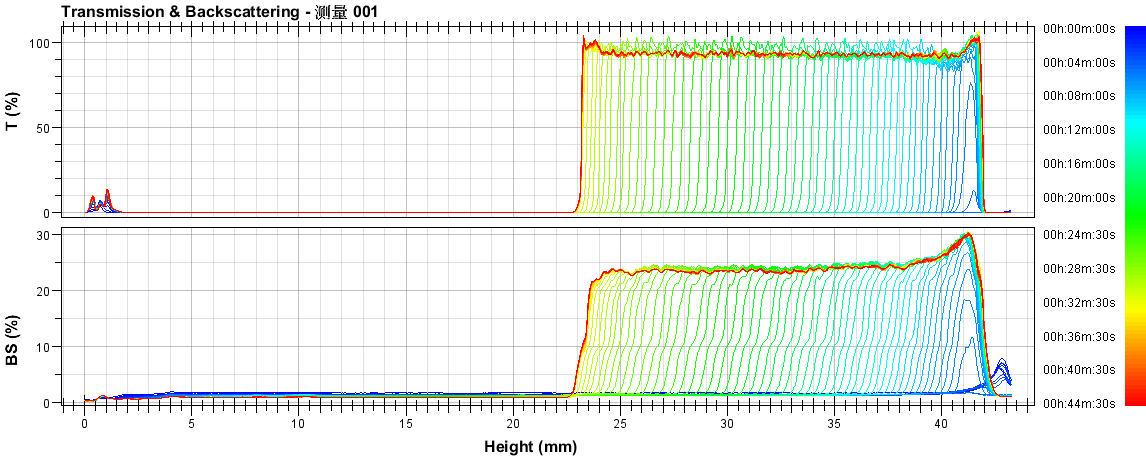 Transmission & Backscattering - 测量 001
T (%)
100
50
0
BS (%)
30
20
10
0
0 5 10 15 20 25 30 35 40
Height (mm)
00h:00m:00s
00h:04m:00s
00h:08m:00s
00h:12m:00s
00h:16m:00s
00h:20m:00s
00h:24m:30s
00h:28m:30s
00h:32m:30s
00h:36m:30s
00h:40m:30s
00h:44m:30s